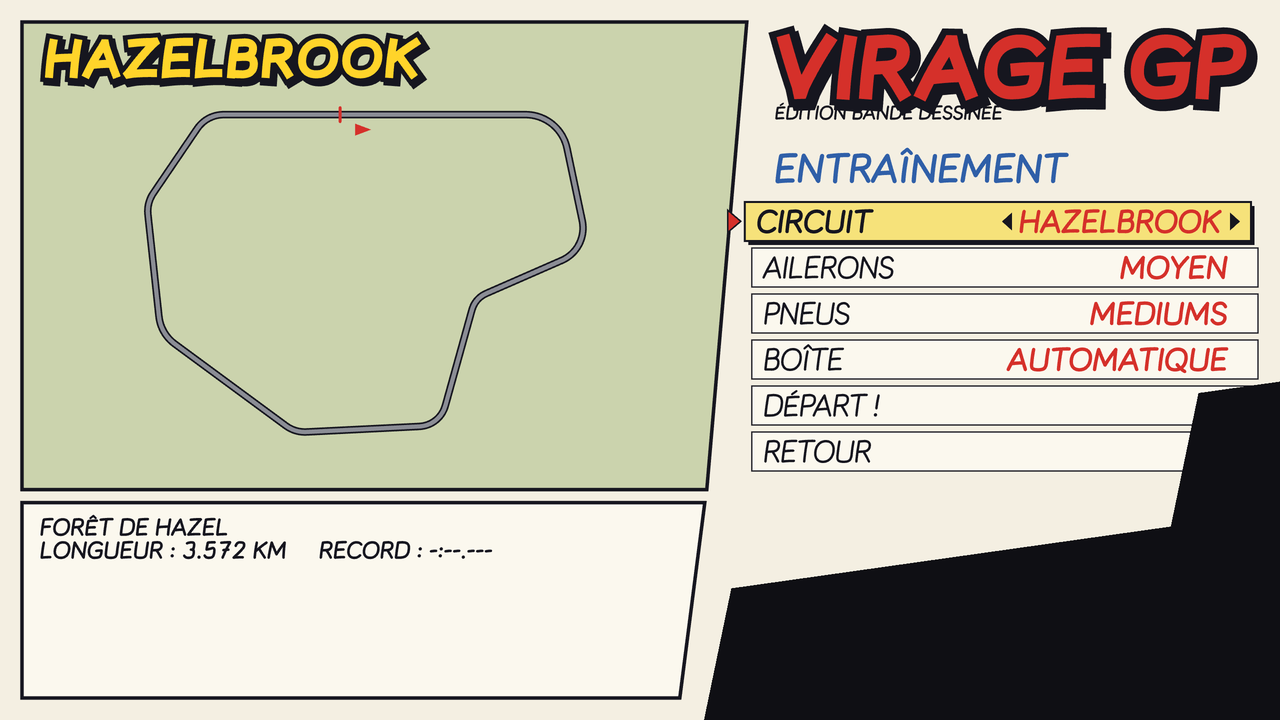 HAZELBROOK
VIRAGE GP
ÉDITION BANDE DESSINÉE
ENTRAÎNEMENT
CIRCUIT HAZELBROOK
AILERONS MOYEN
PNEUS MEDIUMS
BOÎTE AUTOMATIQUE
DÉPART !
RETOUR
FORÊT DE HAZEL
LONGUEUR : 3.572 KM RECORD : -:--.---